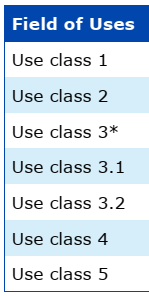 Field of Uses
Use class 1
Use class 2
Use class 3*
Use class 3.1
Use class 3.2
Use class 4
Use class 5